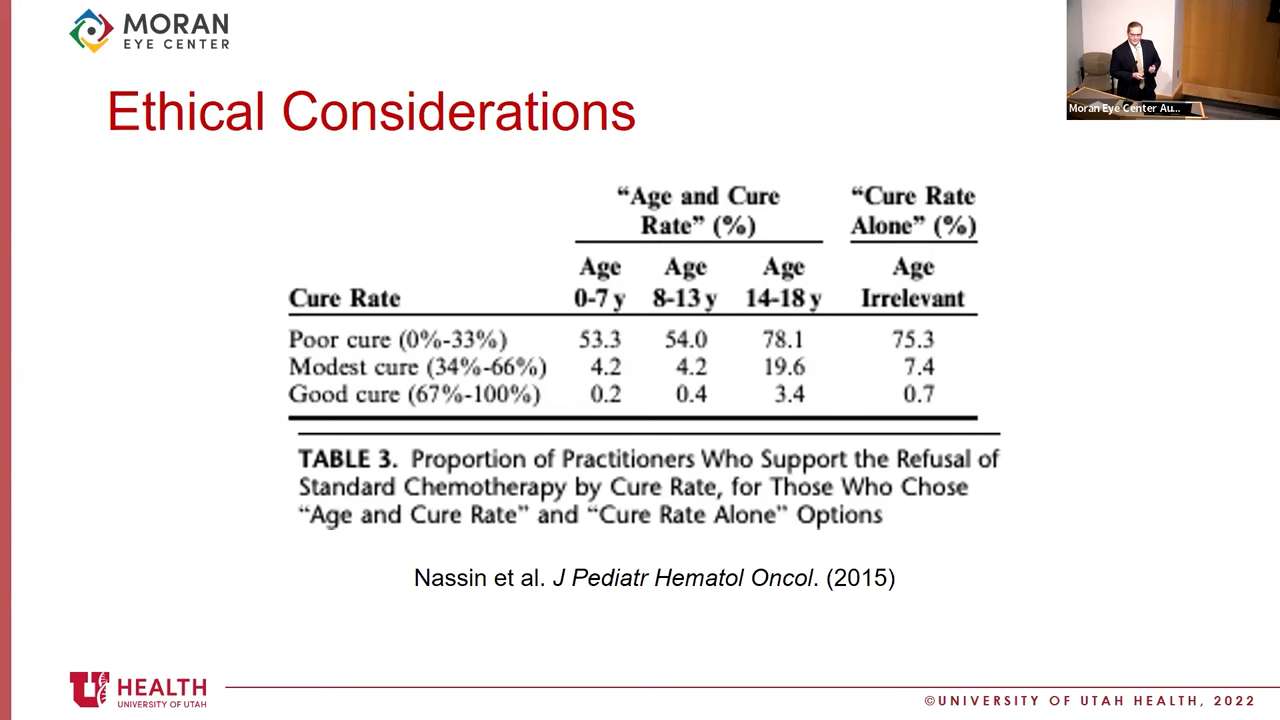 MORAN
EYE CENTER
Moran Eye Center Au...
Ethical Considerations
“Age and Cure Rate” (%) “Cure Rate Alone” (%)
Cure Rate Age 0-7 y Age 8-13 y Age 14-18 y Age Irrelevant
Poor cure (0%-33%) 53.3 54.0 78.1 75.3
Modest cure (34%-66%) 4.2 4.2 19.6 7.4
Good cure (67%-100%) 0.2 0.4 3.4 0.7
TABLE 3. Proportion of Practitioners Who Support the Refusal of
Standard Chemotherapy by Cure Rate, for Those Who Chose
“Age and Cure Rate” and “Cure Rate Alone” Options
Nassin et al. J Pediatr Hematol Oncol. (2015)
U HEALTH
UNIVERSITY OF UTAH
©UNIVERSITY OF UTAH HEALTH, 2022